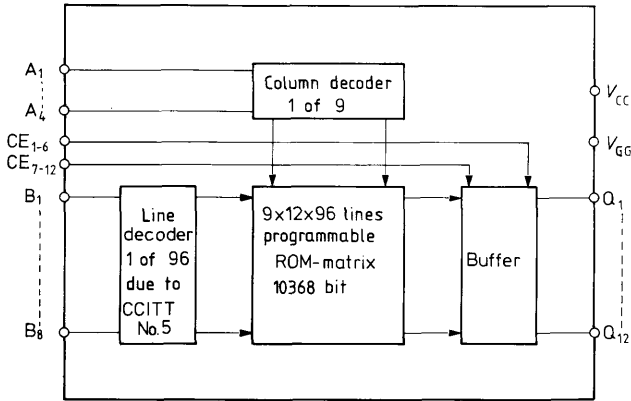 A1
A4
CE1-6
CE7-12
B1
B8
Column decoder
1 of 9
Line
decoder
1 of 96
due to
CCITT
No.5
9x12x96 lines
programmable
ROM-matrix
10368 bit
Buffer
VCC
VGG
Q1
Q12